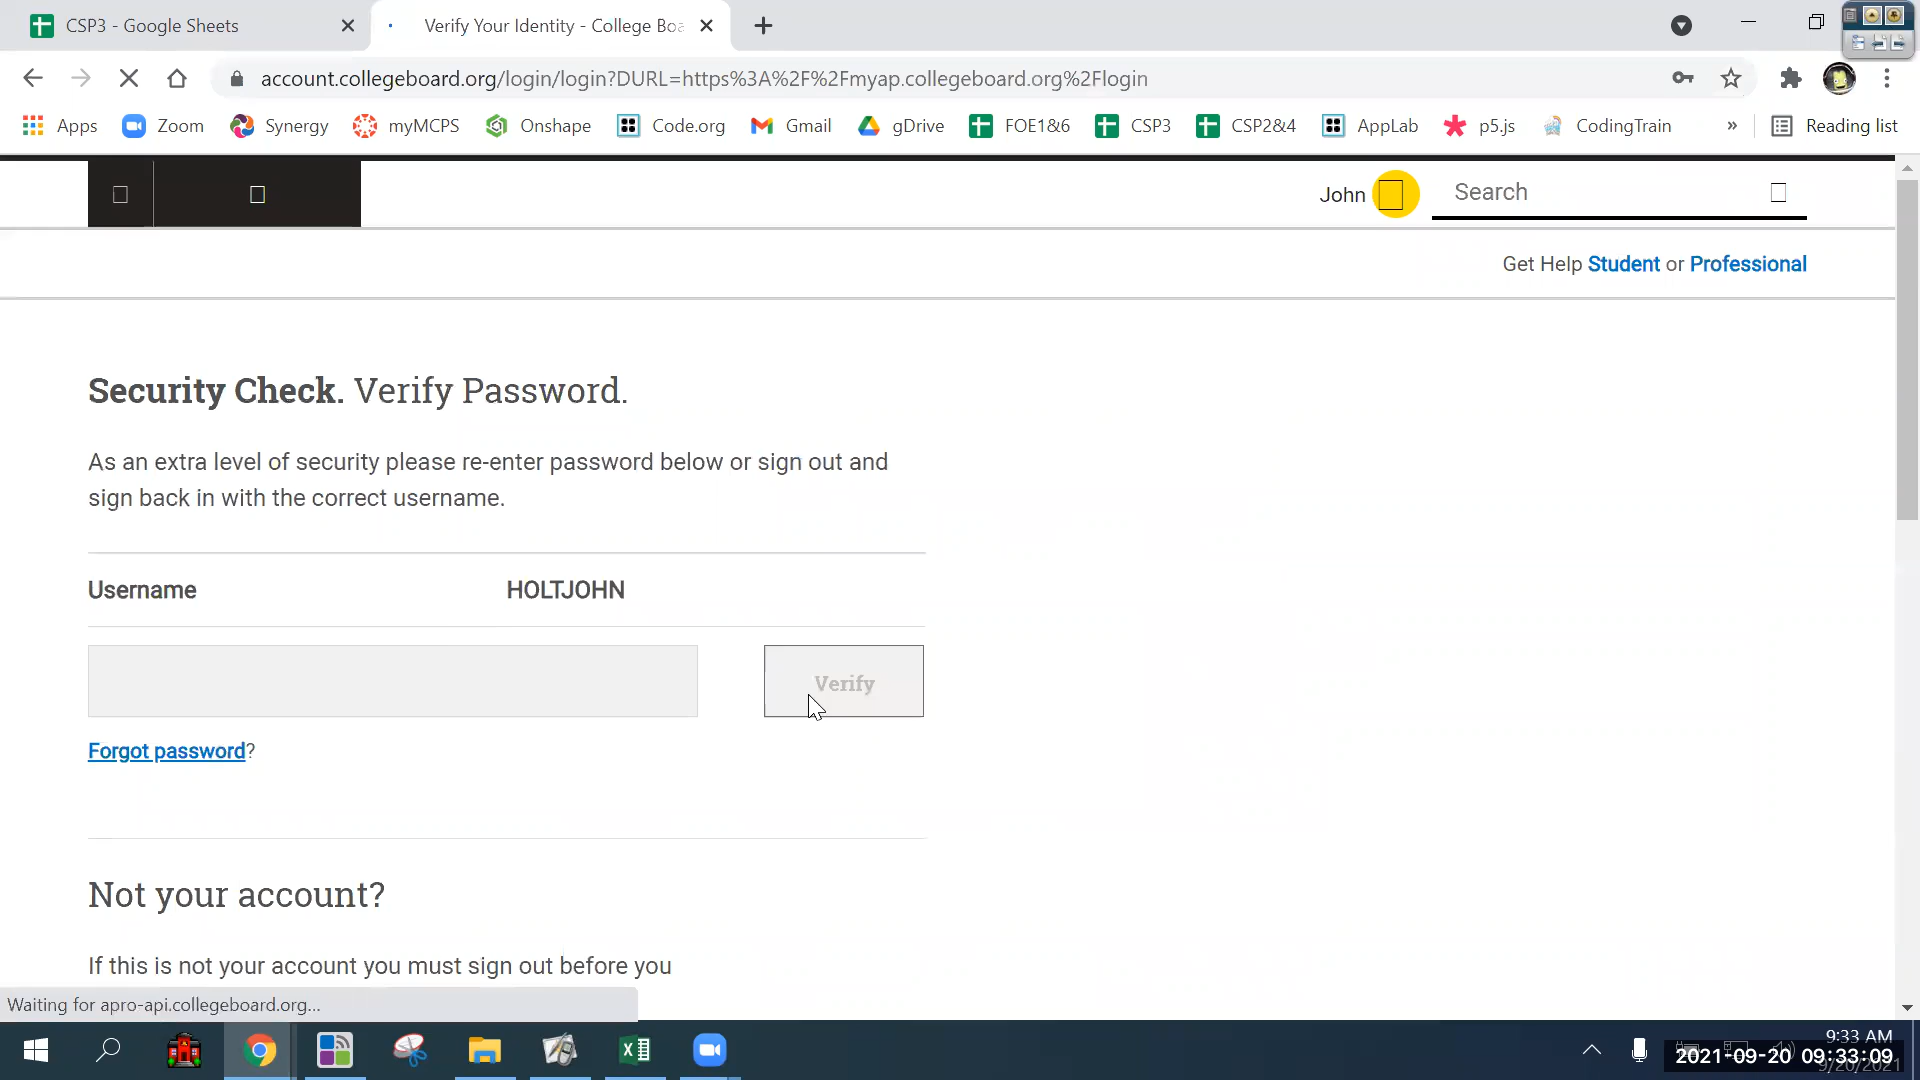 CSP3 - Google Sheets
Verify Your Identity - College Boa
account.collegeboard.org/login/login?DURL=https%3A%2F%2Fmyap.collegeboard.org%2Flogin
Apps Zoom Synergy myMCPS Onshape Code.org Gmail gDrive FOE1&6 CSP3 CSP2&4 AppLab p5.js CodingTrain » Reading list
John Search
Get Help Student or Professional
Security Check. Verify Password.
As an extra level of security please re-enter password below or sign out and
sign back in with the correct username.
Username HOLTJOHN
Verify
Forgot password?
Not your account?
If this is not your account you must sign out before you
Waiting for apro-api.collegeboard.org...
9:33 AM
2021-09-20 09:33:09
9/20/2021